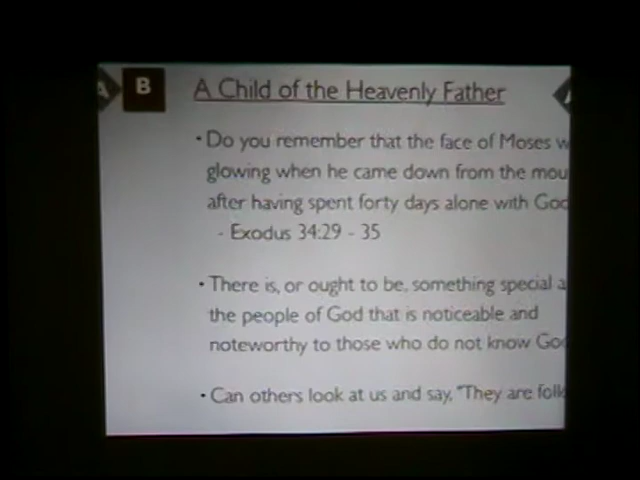 A B A Child of the Heavenly Father
• Do you remember that the face of Moses w
glowing when he came down from the mou
after having spent forty days alone with God
- Exodus 34:29 - 35
• There is, or ought to be, something special a
the people of God that is noticeable and
noteworthy to those who do not know Go
• Can others look at us and say, "They are folk